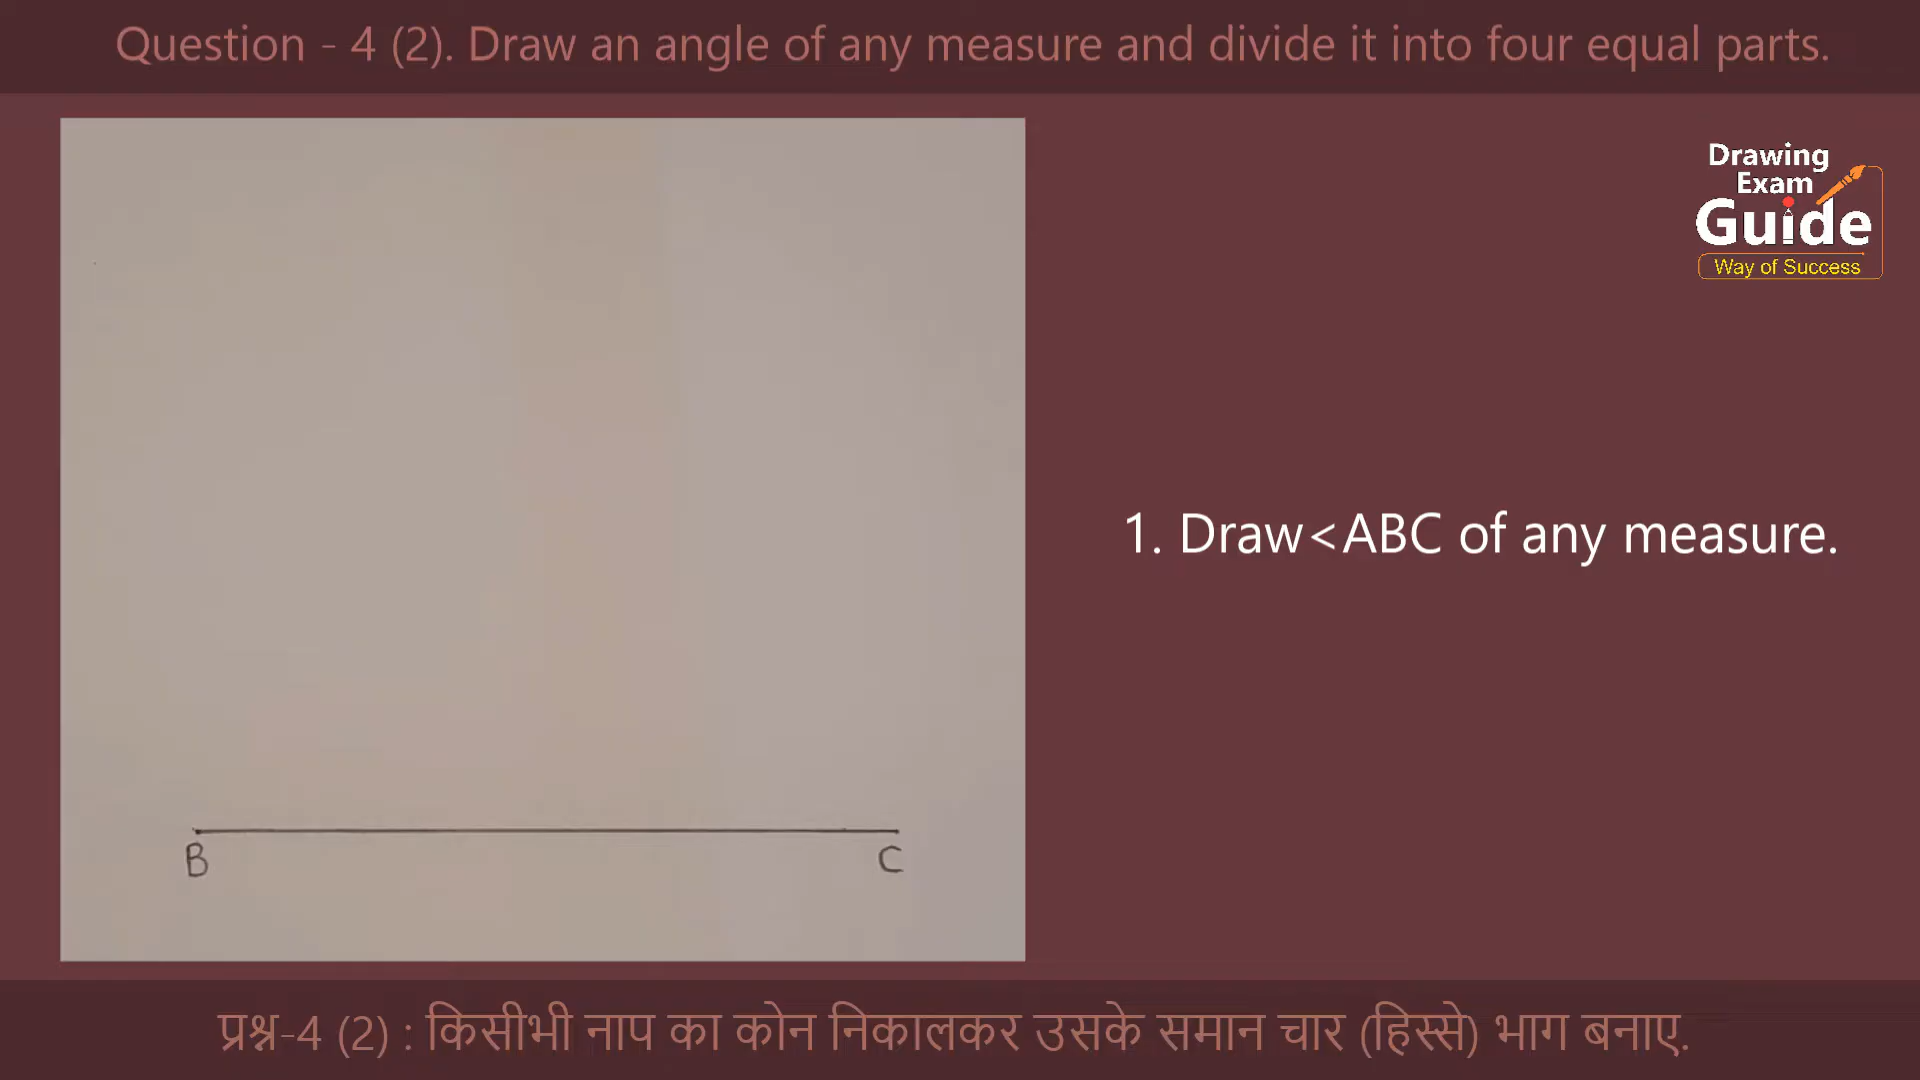 Question - 4 (2). Draw an angle of any measure and divide it into four equal parts.
Drawing
Exam
Guide
Way of Success
1. Draw<ABC of any measure.
B
C
प्रश्न-4 (2) : किसीभी नाप का कोन निकालकर उसके समान चार (हिस्से) भाग बनाए.